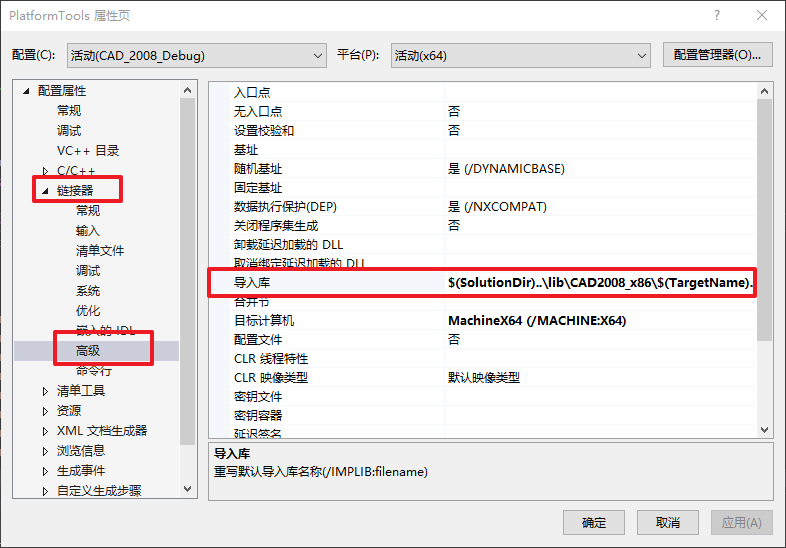 PlatformTools 属性页
配置(C): 活动(CAD_2008_Debug) 平台(P): 活动(x64) 配置管理器(O)...
配置属性
常规
调试
VC++ 目录
C/C++
链接器
常规
输入
清单文件
调试
系统
优化
嵌入的 IDL
高级
命令行
清单工具
资源
XML 文档生成器
浏览信息
生成事件
自定义生成步骤
入口点
无入口点 否
设置校验和 否
基址
随机基址 是 (/DYNAMICBASE)
固定基址
数据执行保护(DEP) 是 (/NXCOMPAT)
关闭程序集生成 否
卸载延迟加载的 DLL
取消绑定延迟加载的 DLL
导入库 $(SolutionDir)..\lib\CAD2008_x86\$(TargetName).
合并节
目标计算机 MachineX64 (/MACHINE:X64)
配置文件 否
CLR 线程特性
CLR 映像类型 默认映像类型
密钥文件
密钥容器
延迟签名
导入库
重写默认导入库名称(/IMPLIB:filename)
确定 取消 应用(A)